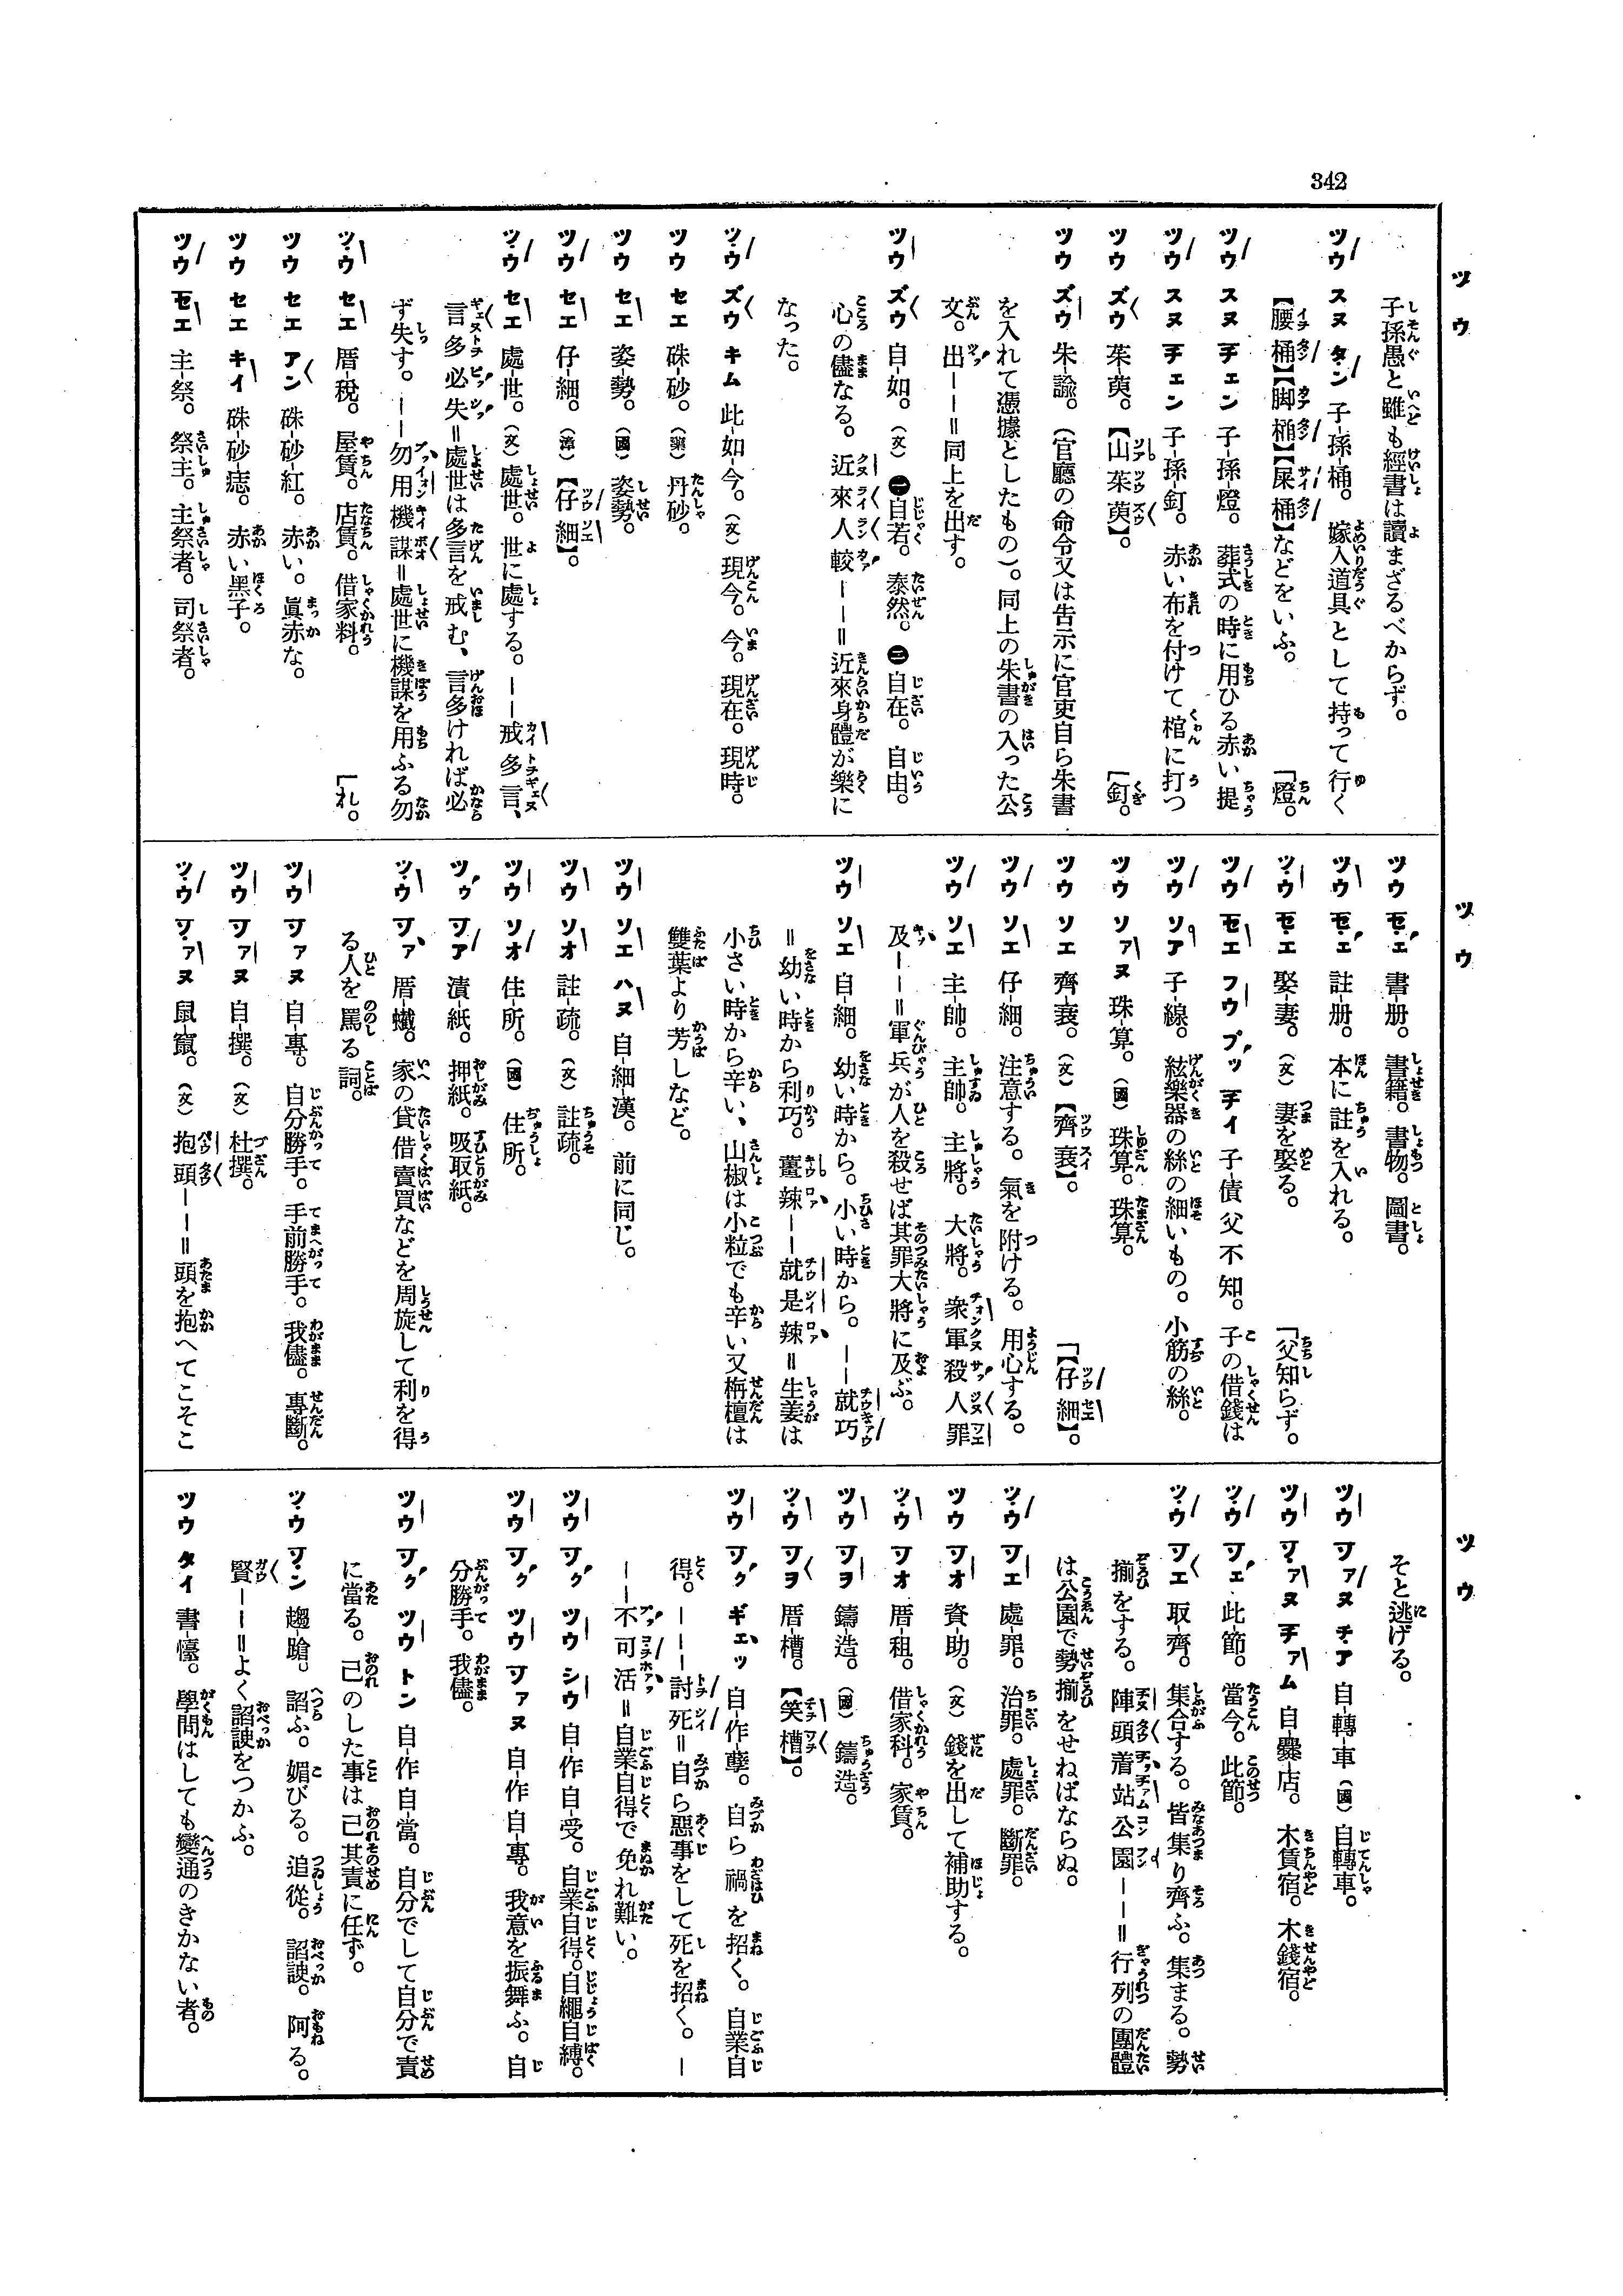 342
ツウ
子孫愚と雖も經書は讀まざるべからず。
ツウ スヌ タン 子-孫-桶。嫁入道具として持って行く
【腰桶】【脚桶】【屎桶】などをいふ。 「燈。
ツウ スヌ チェン 子-孫-燈。葬式の時に用ひる赤い提
ツウ スヌ チェン 子-孫-釘。赤い布を付けて棺に打つ
ツウ ズウ 茱-萸。【山茱萸】。 「釘。
ツウ ズウ 朱-諭。(官廳の命令又は告示に官吏自ら朱書
を入れて憑據としたもの)。同上の朱書の入った公
文。出――=同上を出す。
ツウ ズウ 自-如。(文)㊀自若。泰然。㊁自在。自由。
心の儘なる。近來人較――=近來身體が樂に
なった。
ツウ ズウ キム 此-如-今。(文)現今。今。現在。現時。
ツウ セエ 硃-砂。(藥)丹砂。
ツウ セエ 姿-勢。(國)姿勢。
ツウ セエ 仔-細。(漳)【仔細】。
ツウ セエ 處-世。(文)處世。世に處する。――戒多言、
言多必失=處世は多言を戒む、言多ければ必
ず失す。――勿用機謀=處世に機謀を用ふる勿
ツウ セエ 厝-稅。屋賃。店賃。借家料。 「れ。
ツウ セエ アン 硃-砂-紅。赤い。眞赤な。
ツウ セエ キイ 硃-砂-痣。赤い黑子。
ツウ セエ 主-祭。祭主。主祭者。司祭者。
ツウ
ツウ セェ 書-册。書籍。書物。圖書。
ツウ セェ 註-册。本に註を入れる。
ツウ セエ 娶-妻。(文)妻を娶る。 「父知らず。
ツウ セエ フウ プッ チイ 子債父不知。子の借錢は
ツウ ソア 子-線。絃樂器の絲の細いもの。小筋の絲。
ツウ ソァヌ 珠-算。(國)珠算。珠算。
ツウ ソエ 齊-衰。(文)【齊衰】。 「【仔細】。
ツウ ソエ 仔-細。注意する。氣を附ける。用心する。
ツウ ソエ 主-帥。主帥。主將。大將。衆軍殺人罪
及――=軍兵が人を殺せば其罪大將に及ぶ。
ツウ ソエ 自-細。幼い時から。小い時から。――就巧
=幼い時から利巧。薑辣――就是辣=生姜は
小さい時から辛い、山椒は小粒でも辛い又栴檀は
雙葉より芳しなど。
ツウ ソエ ハヌ 自-細-漢。前に同じ。
ツウ ソオ 註-疏。(文)註疏。
ツウ ソオ 住-所。(國)住所。
ツゥ ツア 漬-紙。押紙。吸取紙。
ツウ ツァ 厝-蠘。家の貸借賣買などを周旋して利を得
る人を罵る詞。
ツウ ツァヌ 自-專。自分勝手。手前勝手。我儘。專斷。
ツウ ツァヌ 自-撰。(文)杜撰。
ツウ ツァヌ 鼠-竄。(文)抱頭――=頭を抱へてこそこ
ツウ
そと逃げる。
ツウ ツァヌ チア 自-轉-車(國)自轉車。
ツウ ツァヌ チァム 自-爨-店。木賃宿。木錢宿。
ツウ ツェ 此-節。當今。此節。
ツウ ツエ 取-齊。集合する。皆集り齊ふ。集まる。勢
揃をする。陣頭着站公園――=行列の團體
は公園で勢揃をせねばならぬ。
ツウ ツエ 處-罪。治罪。處罪。斷罪。
ツウ ツオ 資-助。(文)錢を出して補助する。
ツウ ツオ 厝-租。借家科。家賃。
ツウ ツヲ 鑄-造。(國)鑄造。
ツウ ツヲ 厝-槽。【笑槽】。
ツウ ツク ギェッ 自-作-孽。自ら禍を招く。自業自
得。―――討死=自ら惡事をして死を招く。―
――不可活=自業自得で免れ難い。
ツウ ツク ツウ シウ 自-作自-受。自業自得。自繩自縛。
ツウ ツク ツウ ツァヌ 自作自-專。我意を振舞ふ。自
分勝手。我儘。
ツウ ツク ツウ トン 自-作自-當。自分でして自分で責
に當る。己のした事は己其責に任ず。
ツウ ツン 趨-蹌。諂ふ。媚びる。追從。諂諛。阿る。
賢――=よく諂諛をつかふ。
ツウ タイ 書-懛。學問はしても變通のきかない者。